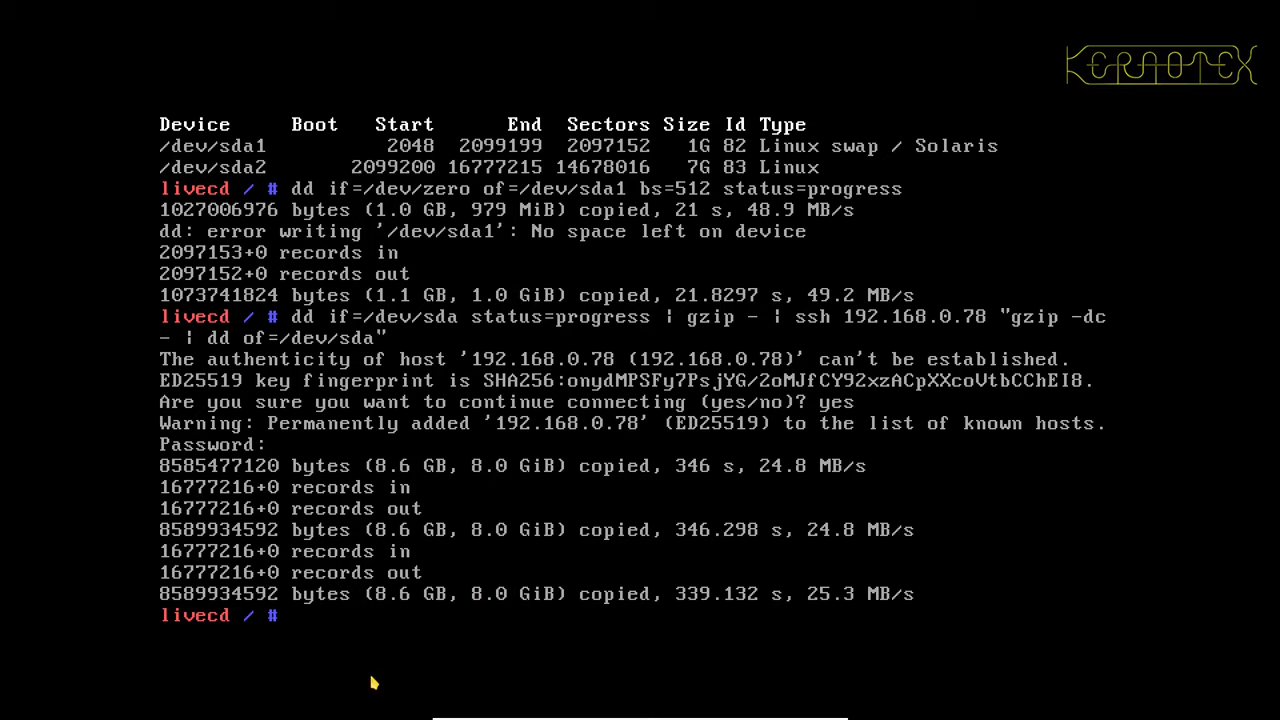 KERNOTEX
Device Boot Start End Sectors Size Id Type
/dev/sda1 2048 2099199 2097152 1G 82 Linux swap / Solaris
/dev/sda2 2099200 16777215 14678016 7G 83 Linux
livecd / # dd if=/dev/zero of=/dev/sda1 bs=512 status=progress
1027006976 bytes (1.0 GB, 979 MiB) copied, 21 s, 48.9 MB/s
dd: error writing '/dev/sda1': No space left on device
2097153+0 records in
2097152+0 records out
1073741824 bytes (1.1 GB, 1.0 GiB) copied, 21.8297 s, 49.2 MB/s
livecd / # dd if=/dev/sda status=progress | gzip - | ssh 192.168.0.78 "gzip -dc
- | dd of=/dev/sda"
The authenticity of host '192.168.0.78 (192.168.0.78)' can't be established.
ED25519 key fingerprint is SHA256:onydMPSFy7PsjYG/2oMJfCY92xzACpXXcoVtbCChEI8.
Are you sure you want to continue connecting (yes/no)? yes
Warning: Permanently added '192.168.0.78' (ED25519) to the list of known hosts.
Password:
8585477120 bytes (8.6 GB, 8.0 GiB) copied, 346 s, 24.8 MB/s
16777216+0 records in
16777216+0 records out
8589934592 bytes (8.6 GB, 8.0 GiB) copied, 346.298 s, 24.8 MB/s
16777216+0 records in
16777216+0 records out
8589934592 bytes (8.6 GB, 8.0 GiB) copied, 339.132 s, 25.3 MB/s
livecd / #